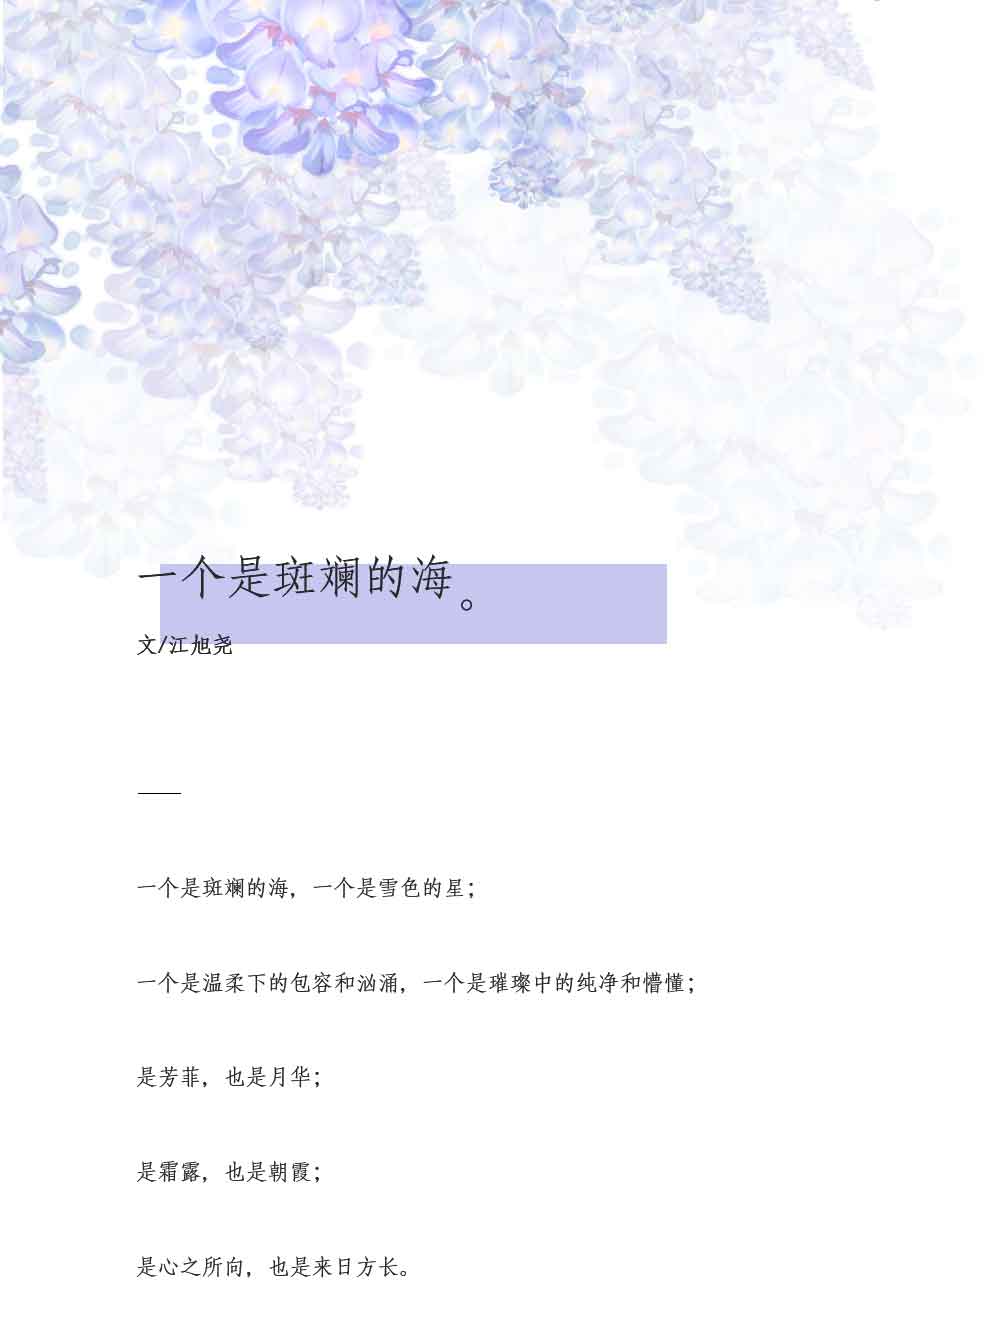 一个是斑斓的海。
文/江旭尧
——
一个是斑斓的海，一个是雪色的星；
一个是温柔下的包容和汹涌，一个是璀璨中的纯净和懵懂；
是芳菲，也是月华；
是霜露，也是朝霞；
是心之所向，也是来日方长。